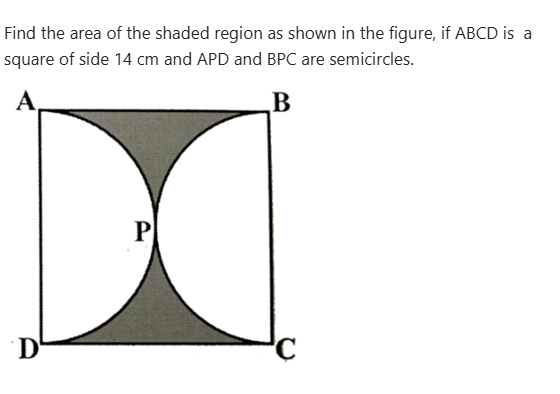 Find the area of the shaded region as shown in the figure, if ABCD is a
square of side 14 cm and APD and BPC are semicircles.
A B
P
D C